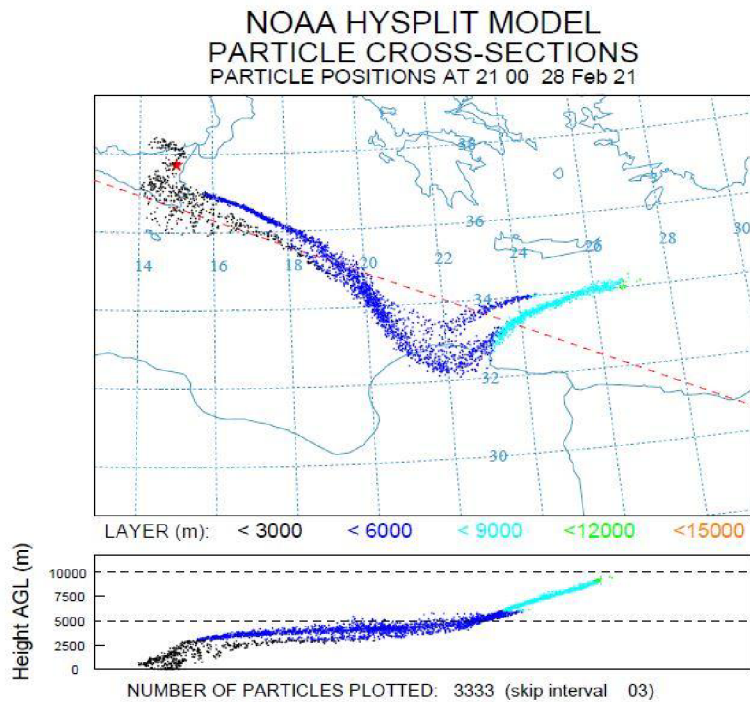 NOAA HYSPLIT MODEL
PARTICLE CROSS-SECTIONS
PARTICLE POSITIONS AT 21 00 28 Feb 21
38
36
34
32
30
14 16 18 20 22 24 26 28 30
LAYER (m): < 3000 < 6000 < 9000 <12000 <15000
Height AGL (m)
10000
7500
5000
2500
0
NUMBER OF PARTICLES PLOTTED: 3333 (skip interval 03)